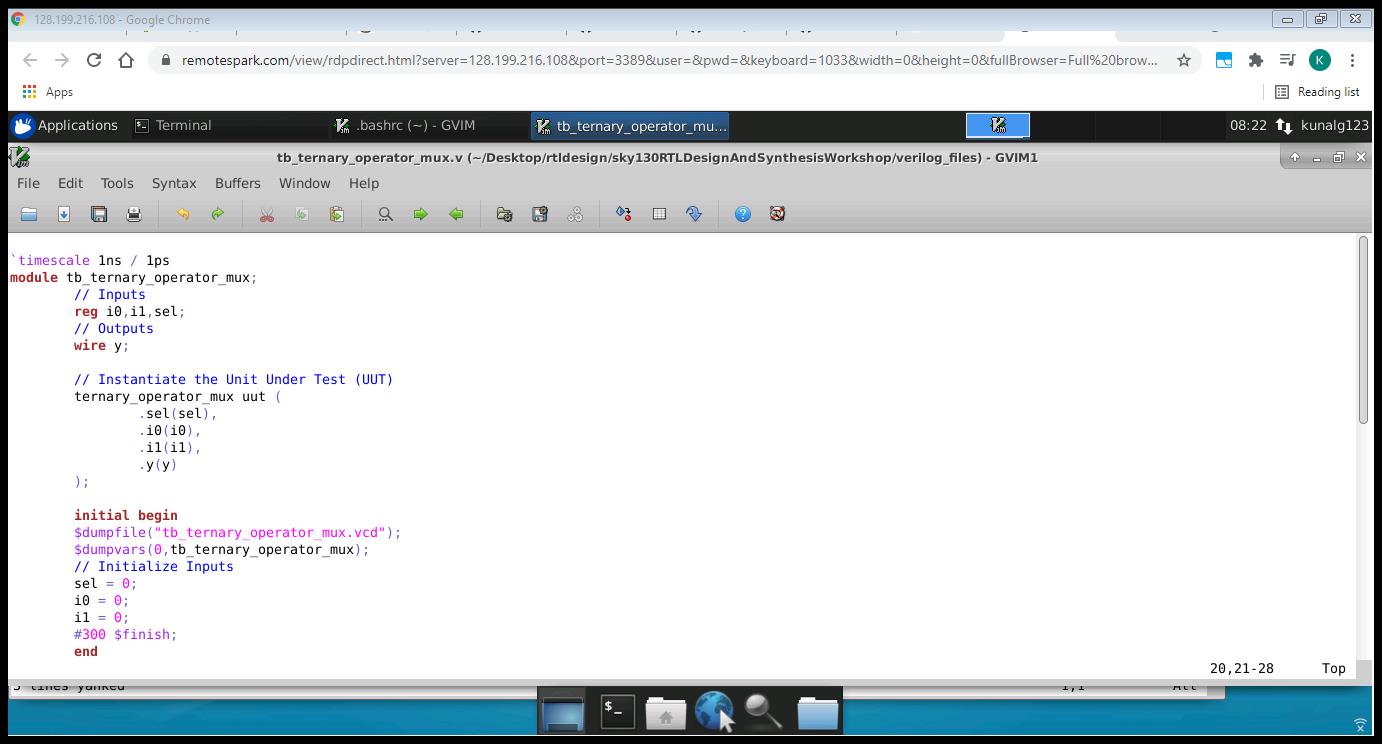 128.199.216.108 - Google Chrome
remotespark.com/view/rdpdirect.html?server=128.199.216.108&port=3389&user=&pwd=&keyboard=1033&width=0&height=0&fullBrowser=Full%20brow...
K
Apps
Reading list
Applications
Terminal
.bashrc (~) - GVIM
tb_ternary_operator_mu...
08:22
kunalg123
tb_ternary_operator_mux.v (~/Desktop/rtldesign/sky130RTLDesignAndSynthesisWorkshop/verilog_files) - GVIM1
File Edit Tools Syntax Buffers Window Help
`timescale 1ns / 1ps
module tb_ternary_operator_mux;
// Inputs
reg i0,i1,sel;
// Outputs
wire y;
// Instantiate the Unit Under Test (UUT)
ternary_operator_mux uut (
.sel(sel),
.i0(i0),
.i1(i1),
.y(y)
);
initial begin
$dumpfile("tb_ternary_operator_mux.vcd");
$dumpvars(0,tb_ternary_operator_mux);
// Initialize Inputs
sel = 0;
i0 = 0;
i1 = 0;
#300 $finish;
end
20,21-28 Top
lines yanked 1,1 All
$_